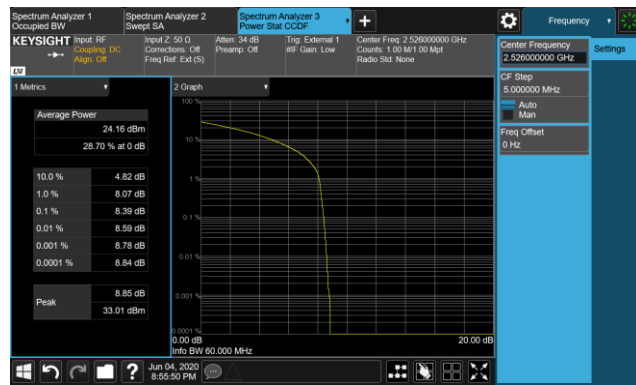 Spectrum Analyzer 1
Occupied BW
Spectrum Analyzer 2
Swept SA
Spectrum Analyzer 3
Power Stat CCDF
Frequency
KEYSIGHT
Input: RF
Coupling: DC
Align: Off
Input Z: 50 Ω
Corrections: Off
Freq Ref: Ext (S)
Atten: 34 dB
Preamp: Off
Trig: External 1
#IF Gain: Low
Center Freq: 2.526000000 GHz
Counts: 1.00 M/1.00 Mpt
Radio Std: None
LXI
Center Frequency
2.526000000 GHz
Settings
CF Step
5.000000 MHz
Auto
Man
Freq Offset
0 Hz
1 Metrics
2 Graph
Average Power
24.16 dBm
28.70 % at 0 dB
10.0 % 4.82 dB
1.0 % 8.07 dB
0.1 % 8.39 dB
0.01 % 8.59 dB
0.001 % 8.78 dB
0.0001 % 8.84 dB
Peak
8.85 dB
33.01 dBm
100 %
10 %
1 %
0.1 %
0.01 %
0.001 %
0.0001 %
0.00 dB
20.00 dB
Info BW 60.000 MHz
Jun 04, 2020
8:55:50 PM